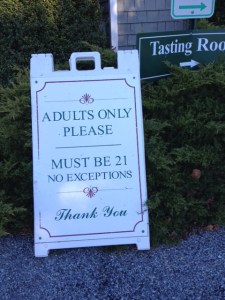 Tasting Roo
ADULTS ONLY
PLEASE
MUST BE 21
NO EXCEPTIONS
Thank You